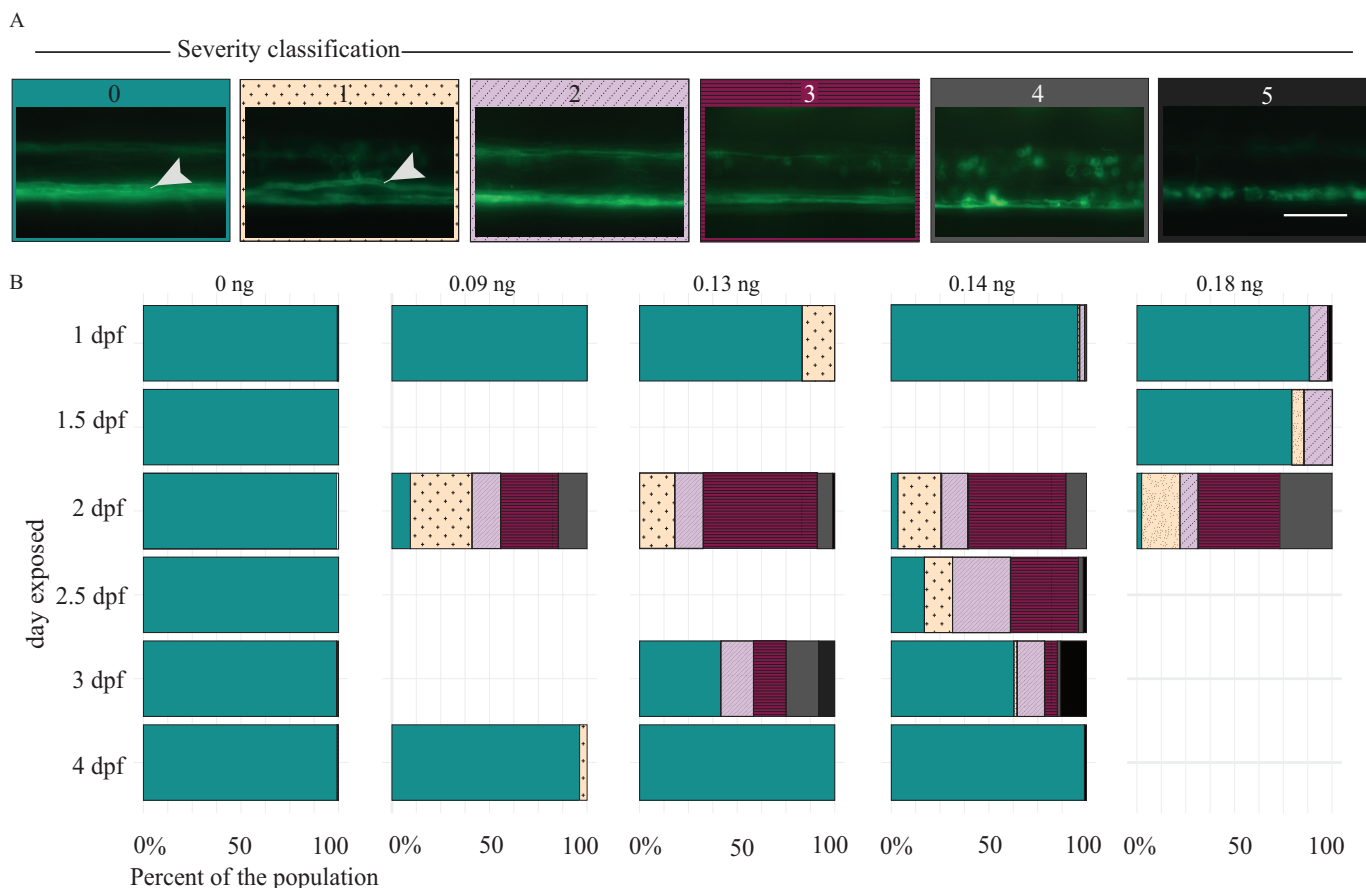 A
Severity classification
0 1 2 3 4 5
B
0 ng 0.09 ng 0.13 ng 0.14 ng 0.18 ng
day exposed
1 dpf
1.5 dpf
2 dpf
2.5 dpf
3 dpf
4 dpf
0% 50 100 0% 50 100 0% 50 100 0% 50 100 0% 50 100
Percent of the population